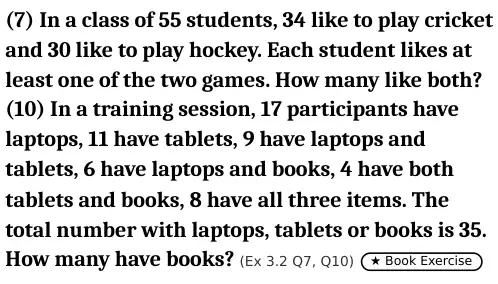 (7) In a class of 55 students, 34 like to play cricket
and 30 like to play hockey. Each student likes at
least one of the two games. How many like both?
(10) In a training session, 17 participants have
laptops, 11 have tablets, 9 have laptops and
tablets, 6 have laptops and books, 4 have both
tablets and books, 8 have all three items. The
total number with laptops, tablets or books is 35.
How many have books? (Ex 3.2 Q7, Q10) ★ Book Exercise